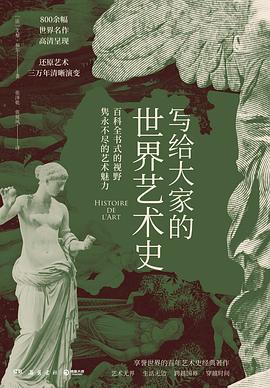 800余幅
世界名作
高清呈现
还原艺术
三万年清晰演变
写给大家的
世界艺术史
百科全书式的视野
隽永不尽的艺术魅力
HISTOIRE
DE
L'ART
享誉世界的百年艺术史经典著作
艺术无界 生活无边 跨越国界 穿越时间